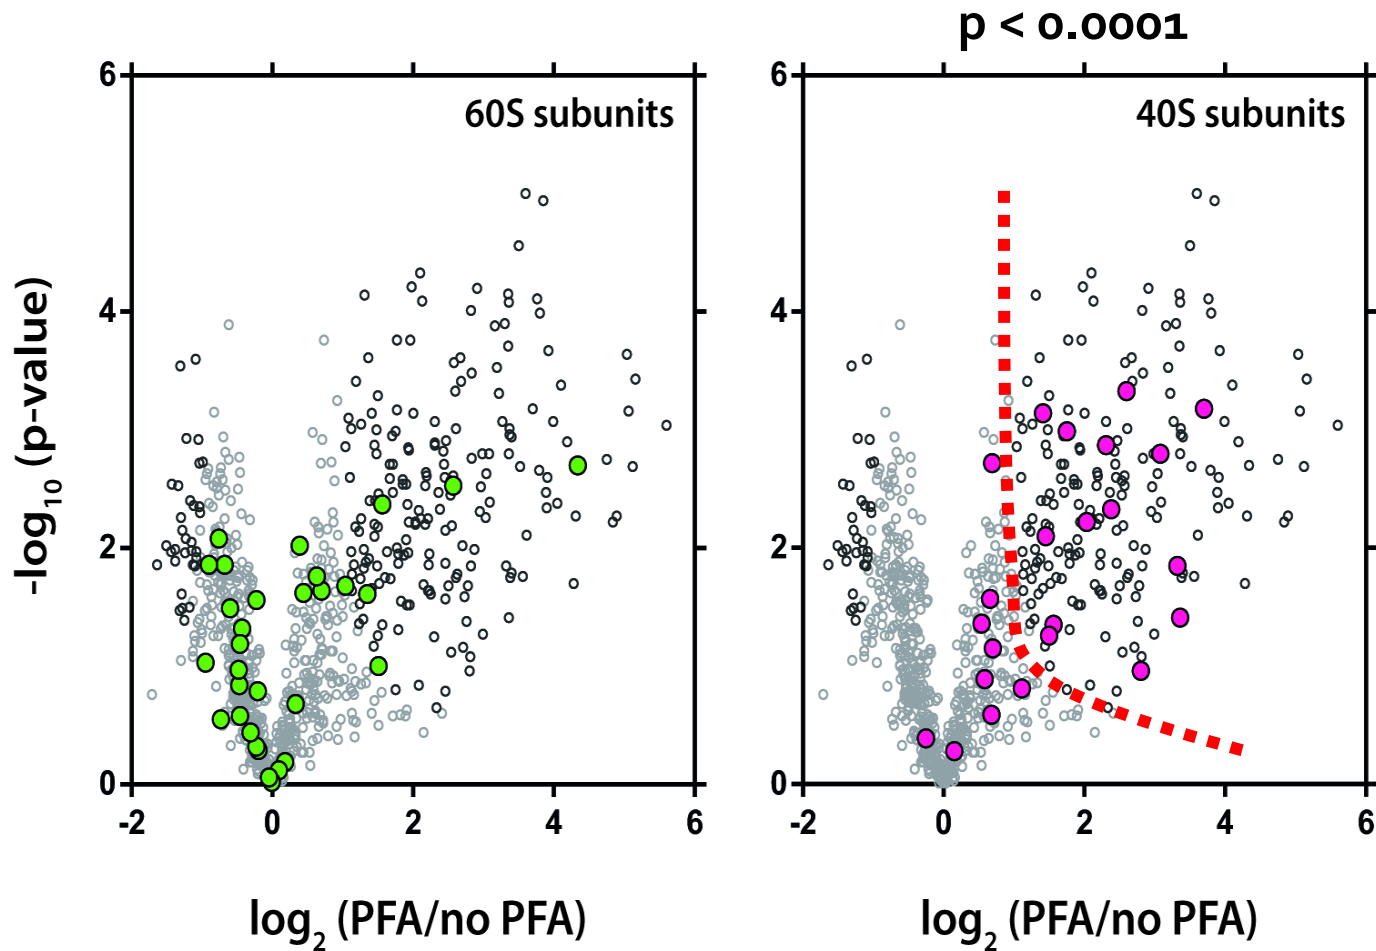 p < 0.0001
6
60S subunits
6
40S subunits
4
4
2
2
0
0
-log10 (p-value)
-2 0 2 4 6
-2 0 2 4 6
log2 (PFA/no PFA)
log2 (PFA/no PFA)